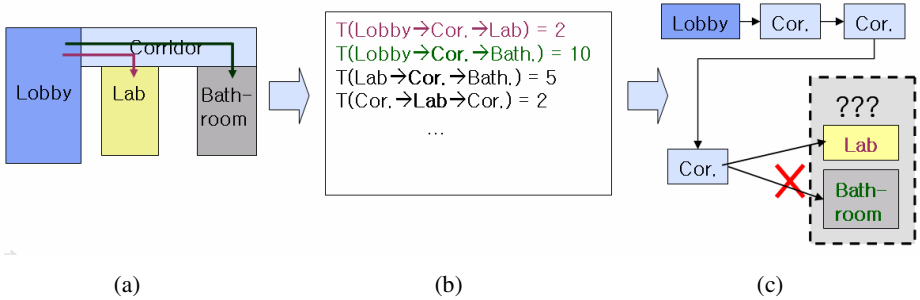 Corridor
Lobby
Lab
Bath-
room
T(Lobby→Cor.→Lab) = 2
T(Lobby→Cor.→Bath.) = 10
T(Lab→Cor.→Bath.) = 5
T(Cor.→Lab→Cor.) = 2
...
Lobby
Cor.
Cor.
???
Lab
Cor.
Bath-
room
(a)
(b)
(c)